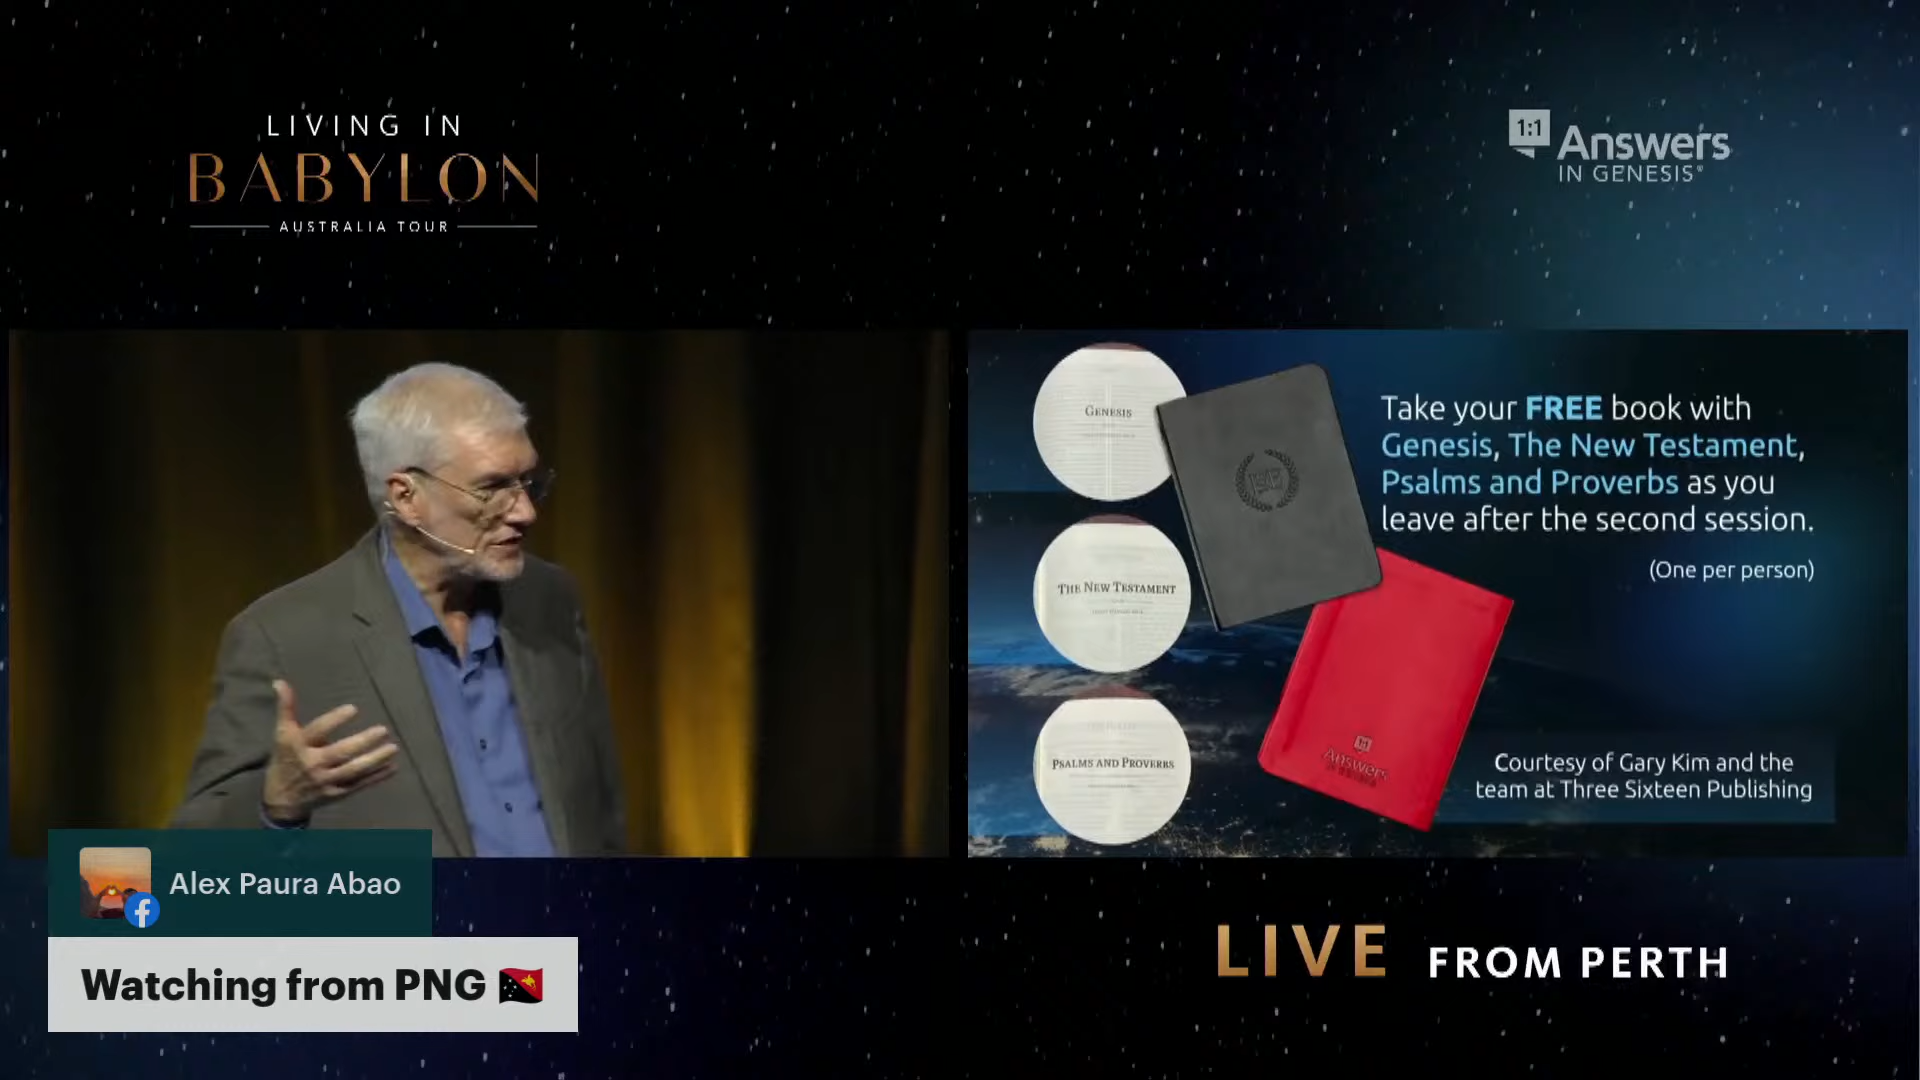 LIVING IN
BABYLON
AUSTRALIA TOUR
1:1
Answers
IN GENESIS®
GENESIS
THE NEW TESTAMENT
PSALMS AND PROVERBS
Take your FREE book with
Genesis, The New Testament,
Psalms and Proverbs as you
leave after the second session.
(One per person)
1:1
Answers
Courtesy of Gary Kim and the
team at Three Sixteen Publishing
Alex Paura Abao
Watching from PNG 🇵🇬
LIVE FROM PERTH